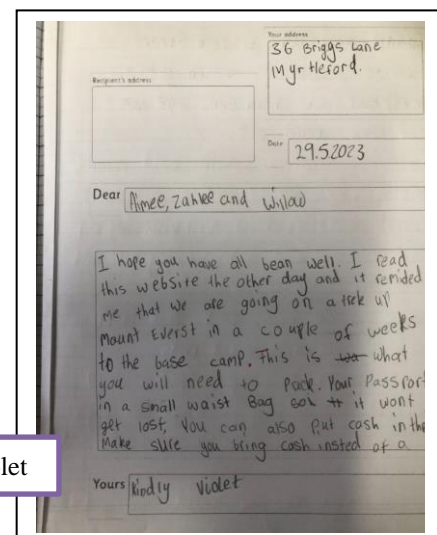 Your address
36 Briggs Lane
Myrtleford.
Recipient's address
Date
29.5.2023
Dear Aimee, Zahlee and Willow
I hope you have all bean well. I read
this website the other day and it remided
me that we are going on a trek up
Mount Everst in a couple of weeks
to the base camp. This is what
you will need to pack. Your Passport
in a small waist Bag so it wont
get lost, You can also put cash in the
Make sure you bring cash insted of a
let
Yours kindly Violet